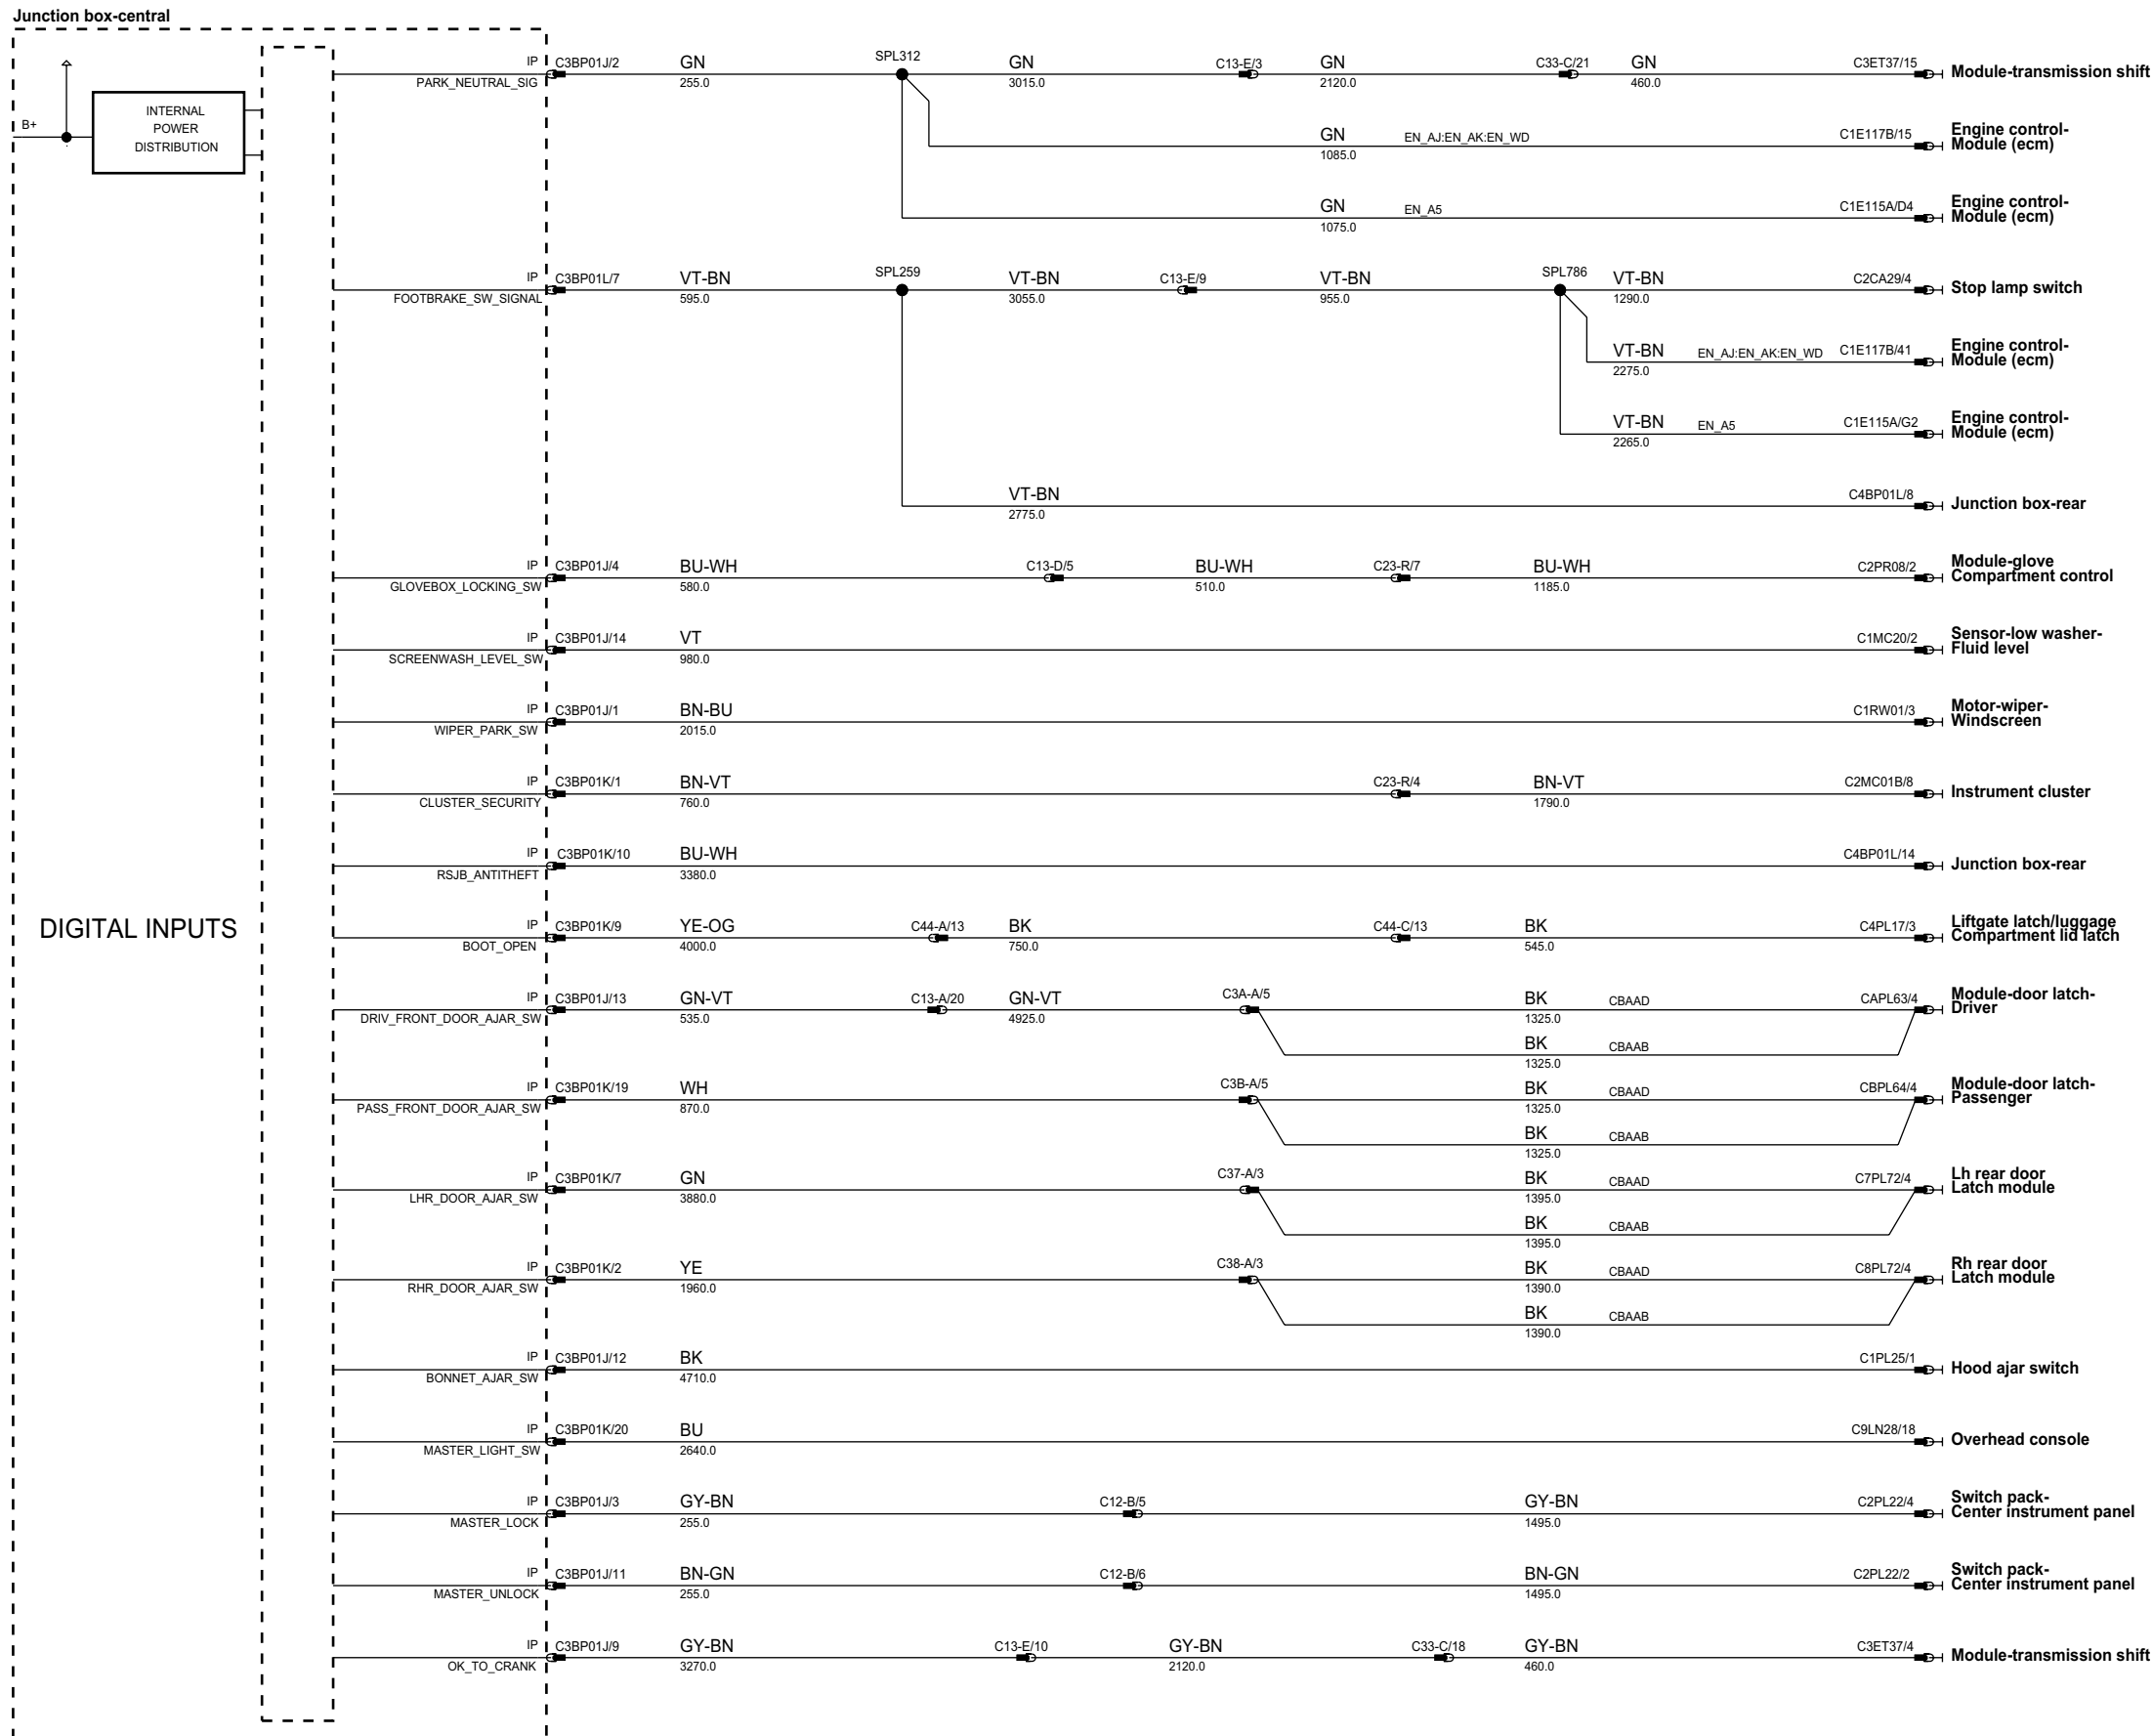 Junction box-central
B+
INTERNAL
POWER
DISTRIBUTION
DIGITAL INPUTS
IP C3BP01J/2 GN SPL312 GN C13-E/3 GN C33-C/21 GN C3ET37/15 Module-transmission shift
PARK_NEUTRAL_SIG 255.0 3015.0 2120.0 460.0
GN EN_AJ:EN_AK:EN_WD C1E117B/15 Engine control-
Module (ecm)
1085.0
GN EN_A5 C1E115A/D4 Engine control-
Module (ecm)
1075.0
IP C3BP01L/7 VT-BN SPL259 VT-BN C13-E/9 VT-BN SPL786 VT-BN C2CA29/4 Stop lamp switch
FOOTBRAKE_SW_SIGNAL 595.0 3055.0 955.0 1290.0
VT-BN EN_AJ:EN_AK:EN_WD C1E117B/41 Engine control-
Module (ecm)
2275.0
VT-BN EN_A5 C1E115A/G2 Engine control-
Module (ecm)
2265.0
VT-BN C4BP01L/8 Junction box-rear
2775.0
IP C3BP01J/4 BU-WH C13-D/5 BU-WH C23-R/7 BU-WH C2PR08/2 Module-glove
Compartment control
GLOVEBOX_LOCKING_SW 580.0 510.0 1185.0
IP C3BP01J/14 VT C1MC20/2 Sensor-low washer-
Fluid level
SCREENWASH_LEVEL_SW 980.0
IP C3BP01J/1 BN-BU C1RW01/3 Motor-wiper-
Windscreen
WIPER_PARK_SW 2015.0
IP C3BP01K/1 BN-VT C23-R/4 BN-VT C2MC01B/8 Instrument cluster
CLUSTER_SECURITY 760.0 1790.0
IP C3BP01K/10 BU-WH C4BP01L/14 Junction box-rear
RSJB_ANTITHEFT 3380.0
IP C3BP01K/9 YE-OG C44-A/13 BK C44-C/13 BK C4PL17/3 Liftgate latch/luggage
Compartment lid latch
BOOT_OPEN 4000.0 750.0 545.0
IP C3BP01J/13 GN-VT C13-A/20 GN-VT C3A-A/5 BK CBAAD CAPL63/4 Module-door latch-
Driver
DRIV_FRONT_DOOR_AJAR_SW 535.0 4925.0 1325.0
BK CBAAB
1325.0
IP C3BP01K/19 WH C3B-A/5 BK CBAAD CBPL64/4 Module-door latch-
Passenger
PASS_FRONT_DOOR_AJAR_SW 870.0 1325.0
BK CBAAB
1325.0
IP C3BP01K/7 GN C37-A/3 BK CBAAD C7PL72/4 Lh rear door
Latch module
LHR_DOOR_AJAR_SW 3880.0 1395.0
BK CBAAB
1395.0
IP C3BP01K/2 YE C38-A/3 BK CBAAD C8PL72/4 Rh rear door
Latch module
RHR_DOOR_AJAR_SW 1960.0 1390.0
BK CBAAB
1390.0
IP C3BP01J/12 BK C1PL25/1 Hood ajar switch
BONNET_AJAR_SW 4710.0
IP C3BP01K/20 BU C9LN28/18 Overhead console
MASTER_LIGHT_SW 2640.0
IP C3BP01J/3 GY-BN C12-B/5 GY-BN C2PL22/4 Switch pack-
Center instrument panel
MASTER_LOCK 255.0 1495.0
IP C3BP01J/11 BN-GN C12-B/6 BN-GN C2PL22/2 Switch pack-
Center instrument panel
MASTER_UNLOCK 255.0 1495.0
IP C3BP01J/9 GY-BN C13-E/10 GY-BN C33-C/18 GY-BN C3ET37/4 Module-transmission shift
OK_TO_CRANK 3270.0 2120.0 460.0